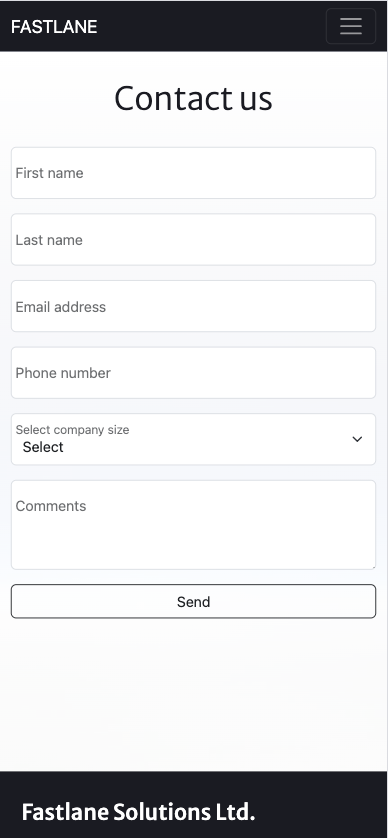 FASTLANE
Contact us
First name
Last name
Email address
Phone number
Select company size
Select
Comments
Send
Fastlane Solutions Ltd.